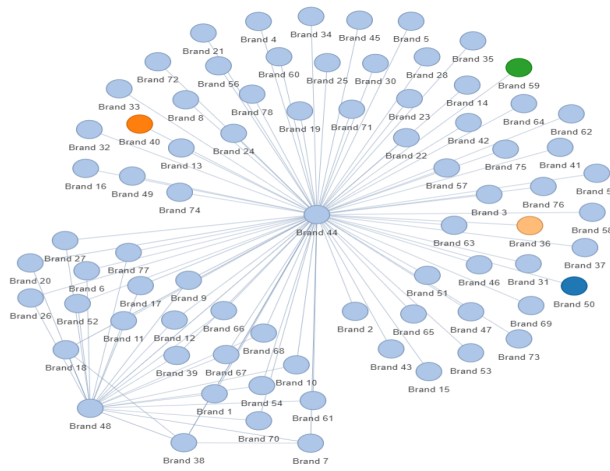 Brand 34
Brand 45
Brand 5
Brand 4
Brand 21
Brand 35
Brand 72
Brand 56
Brand 60
Brand 25
Brand 30
Brand 28
Brand 59
Brand 33
Brand 8
Brand 78
Brand 14
Brand 19
Brand 71
Brand 23
Brand 64
Brand 62
Brand 32
Brand 40
Brand 24
Brand 42
Brand 13
Brand 22
Brand 75
Brand 41
Brand 16
Brand 49
Brand 57
Brand 74
Brand 3
Brand 76
Brand 44
Brand 63
Brand 36
Brand 37
Brand 27
Brand 77
Brand 20
Brand 6
Brand 17
Brand 9
Brand 51
Brand 46
Brand 31
Brand 50
Brand 26
Brand 52
Brand 11
Brand 12
Brand 66
Brand 2
Brand 65
Brand 47
Brand 69
Brand 18
Brand 39
Brand 67
Brand 68
Brand 43
Brand 53
Brand 73
Brand 10
Brand 15
Brand 48
Brand 1
Brand 54
Brand 61
Brand 70
Brand 38
Brand 7